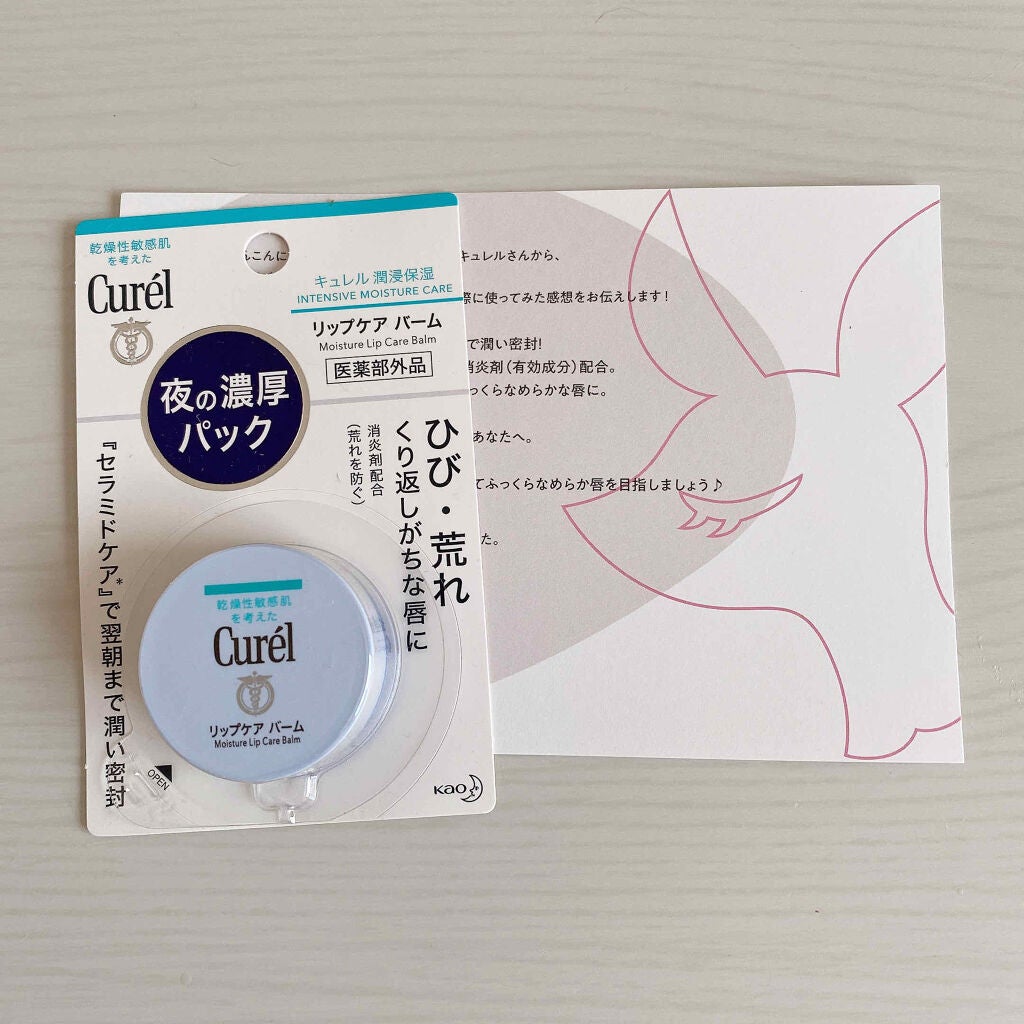 乾燥性敏感肌
を考えた
Curél
キュレル 潤浸保湿
INTENSIVE MOISTURE CARE
リップケア バーム
Moisture Lip Care Balm
医薬部外品
夜の濃厚
パック
ひび・荒れ
くり返しがちな唇に
消炎剤配合
(荒れを防ぐ)
『セラミドケア*』で翌朝まで潤い密封
乾燥性敏感肌
を考えた
Curél
リップケア バーム
Moisture Lip Care Balm
OPEN
Kao
こんに
キュレルさんから、
際に使ってみた感想をお伝えします！
で潤い密封!
消炎剤(有効成分)配合。
っくらなめらかな唇に。
あなたへ。
てふっくらなめらか唇を目指しましょう♪
た。